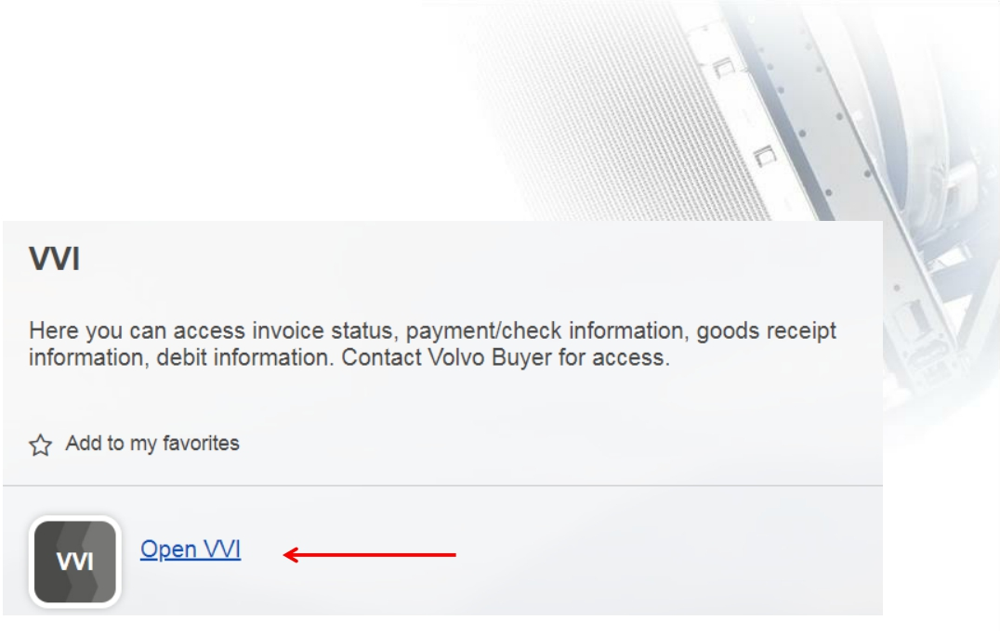 VVI
Here you can access invoice status, payment/check information, goods receipt
information, debit information. Contact Volvo Buyer for access.
Add to my favorites
VVI
Open VVI